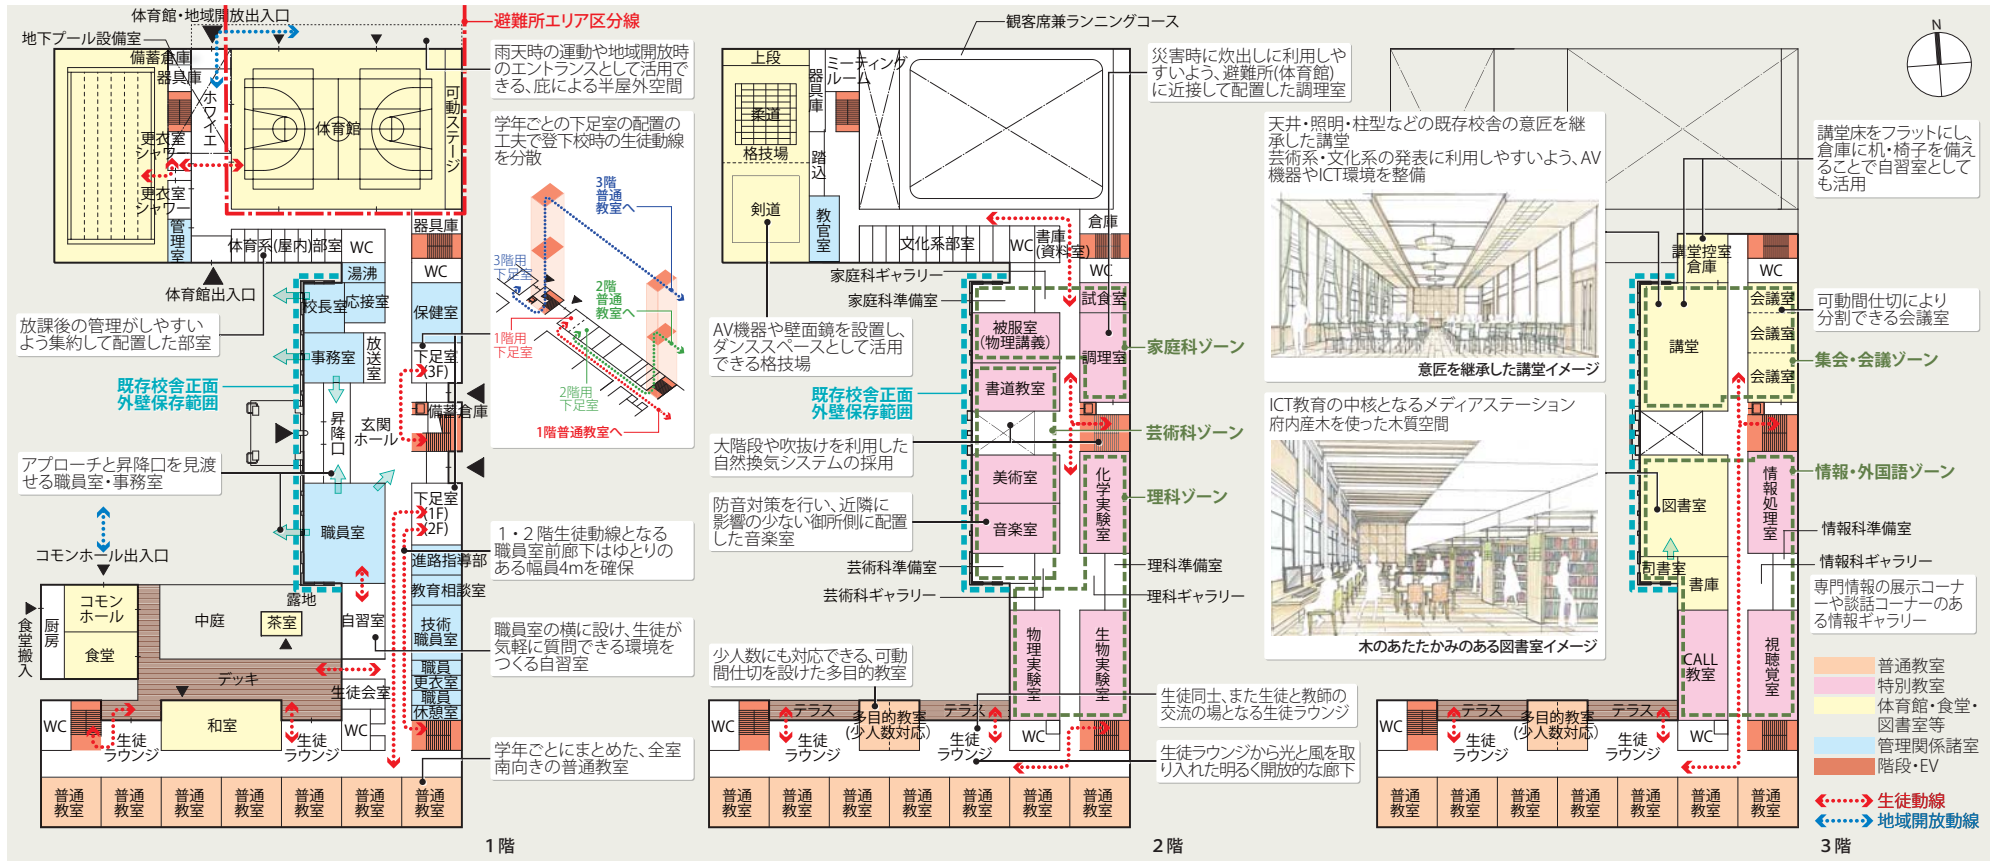 体育館・地域開放出入口
避難所エリア区分線
地下プール設備室
備蓄倉庫
器具庫
ホワイエ
体育館
可動ステージ
更衣室
シャワー
更衣室
シャワー
管理室
体育系(屋内)部室
WC
器具庫
湯沸
WC
体育館出入口
校長室
応接室
保健室
放課後の管理がしやすい
よう集約して配置した部室
事務室
放送室
下足室
(3F)
既存校舎正面
外壁保存範囲
備蓄倉庫
昇降口
玄関
ホール
アプローチと昇降口を見渡
せる職員室・事務室
職員室
下足室
(1F)
(2F)
コモンホール出入口
進路指導部
教育相談室
露地
コモン
ホール
中庭
茶室
自習室
技術
職員室
食堂搬入
厨房
食堂
デッキ
職員
更衣室
生徒会室
職員
休憩室
WC
和室
WC
生徒
ラウンジ
生徒
ラウンジ
普通
教室
普通
教室
普通
教室
普通
教室
普通
教室
普通
教室
普通
教室
1階
雨天時の運動や地域開放時
のエントランスとして活用で
きる、庇による半屋外空間
学年ごとの下足室の配置の
工夫で登下校時の生徒動線
を分散
3階
普通
教室へ
3階用
下足室
2階
普通
教室へ
1階用
下足室
2階用
下足室
1階普通教室へ
1・2階生徒動線となる
職員室前廊下はゆとりの
ある幅員4mを確保
職員室の横に設け、生徒が
気軽に質問できる環境を
つくる自習室
学年ごとにまとめた、全室
南向きの普通教室
観客席兼ランニングコース
上段
器具庫
ミーティング
ルーム
柔道
格技場
踏込
剣道
教官室
文化系部室
WC
書庫
(資料室)
倉庫
WC
災害時に炊出しに利用しや
すいよう、避難所(体育館)
に近接して配置した調理室
家庭科ギャラリー
家庭科準備室
試食室
AV機器や壁面鏡を設置し、
ダンススペースとして活用
できる格技場
被服室
(物理講義)
調理室
家庭科ゾーン
既存校舎正面
外壁保存範囲
書道教室
芸術科ゾーン
大階段や吹抜けを利用した
自然換気システムの採用
美術室
化学実験室
理科ゾーン
防音対策を行い、近隣に
影響の少ない御所側に配置
した音楽室
音楽室
芸術科準備室
理科準備室
芸術科ギャラリー
理科ギャラリー
物理実験室
生物実験室
少人数にも対応できる、可動
間仕切を設けた多目的教室
生徒同士、また生徒と教師の
交流の場となる生徒ラウンジ
テラス
多目的教室
(少人数対応)
テラス
WC
WC
生徒
ラウンジ
生徒
ラウンジ
生徒ラウンジから光と風を取
り入れた明るく開放的な廊下
普通
教室
普通
教室
普通
教室
普通
教室
普通
教室
普通
教室
普通
教室
2階
N
天井・照明・柱型などの既存校舎の意匠を継
承した講堂
芸術系・文化系の発表に利用しやすいよう、AV
機器やICT環境を整備
意匠を継承した講堂イメージ
ICT教育の中核となるメディアステーション
府内産木を使った木質空間
木のあたたかみのある図書室イメージ
講堂床をフラットにし、
倉庫に机・椅子を備え
ることで自習室として
も活用
講堂控室
倉庫
WC
会議室
会議室
会議室
講堂
可動間仕切により
分割できる会議室
集会・会議ゾーン
情報・外国語ゾーン
図書室
情報処理室
情報科準備室
司書室
書庫
情報科ギャラリー
専門情報の展示コーナ
ーや談話コーナーのあ
る情報ギャラリー
CALL
教室
視聴覚室
テラス
多目的教室
(少人数対応)
テラス
WC
WC
生徒
ラウンジ
生徒
ラウンジ
普通
教室
普通
教室
普通
教室
普通
教室
普通
教室
普通
教室
普通
教室
普通教室
特別教室
体育館・食堂・
図書室等
管理関係諸室
階段・EV
生徒動線
地域開放動線
3階